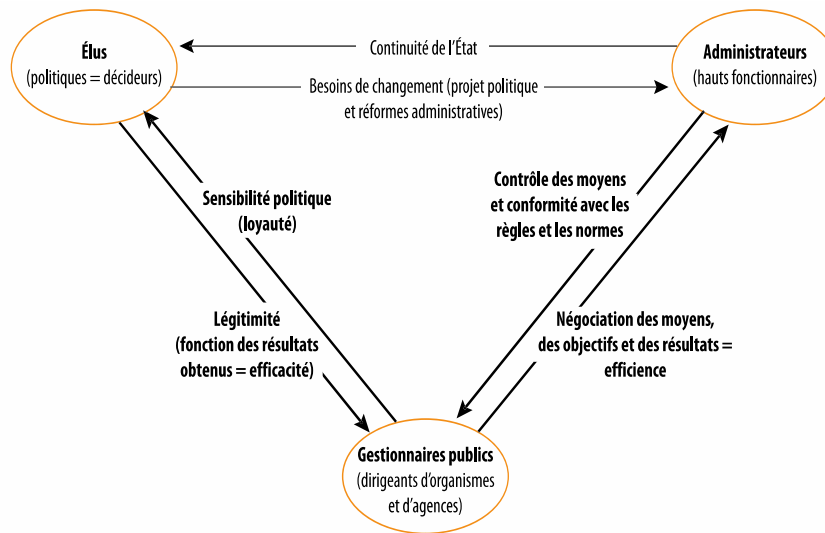 Élus
(politiques = décideurs)
Continuité de l'État
Administrateurs
(hauts fonctionnaires)
Besoins de changement (projet politique
et réformes administratives)
Sensibilité politique
(loyauté)
Contrôle des moyens
et conformité avec les
règles et les normes
Légitimité
(fonction des résultats
obtenus = efficacité)
Négociation des moyens,
des objectifs et des résultats =
efficience
Gestionnaires publics
(dirigeants d'organismes
et d'agences)